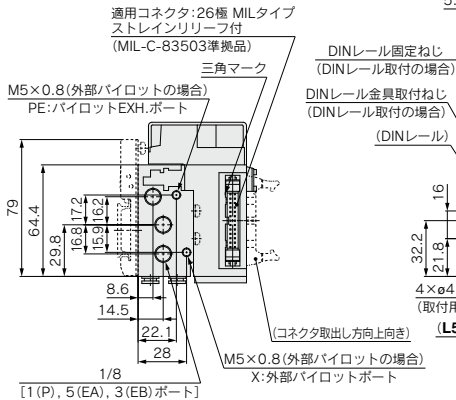 適用コネクタ:26極 MILタイプ
ストレインリリーフ付
(MIL-C-83503準拠品)
三角マーク
M5×0.8(外部パイロットの場合)
PE:パイロットEXH.ポート
DINレール固定ねじ
(DINレール取付の場合)
DINレール金具取付ねじ
(DINレール取付の場合)
(DINレール)
5.
79
64.4
29.8
17.2
16.2
16.8
15.9
8.6
14.5
22.1
28
16
32.2
21.8
4×ø4
(取付用
(L5
(コネクタ取出し方向上向き)
M5×0.8(外部パイロットの場合)
X:外部パイロットポート
1/8
[1(P), 5(EA), 3(EB)ポート]